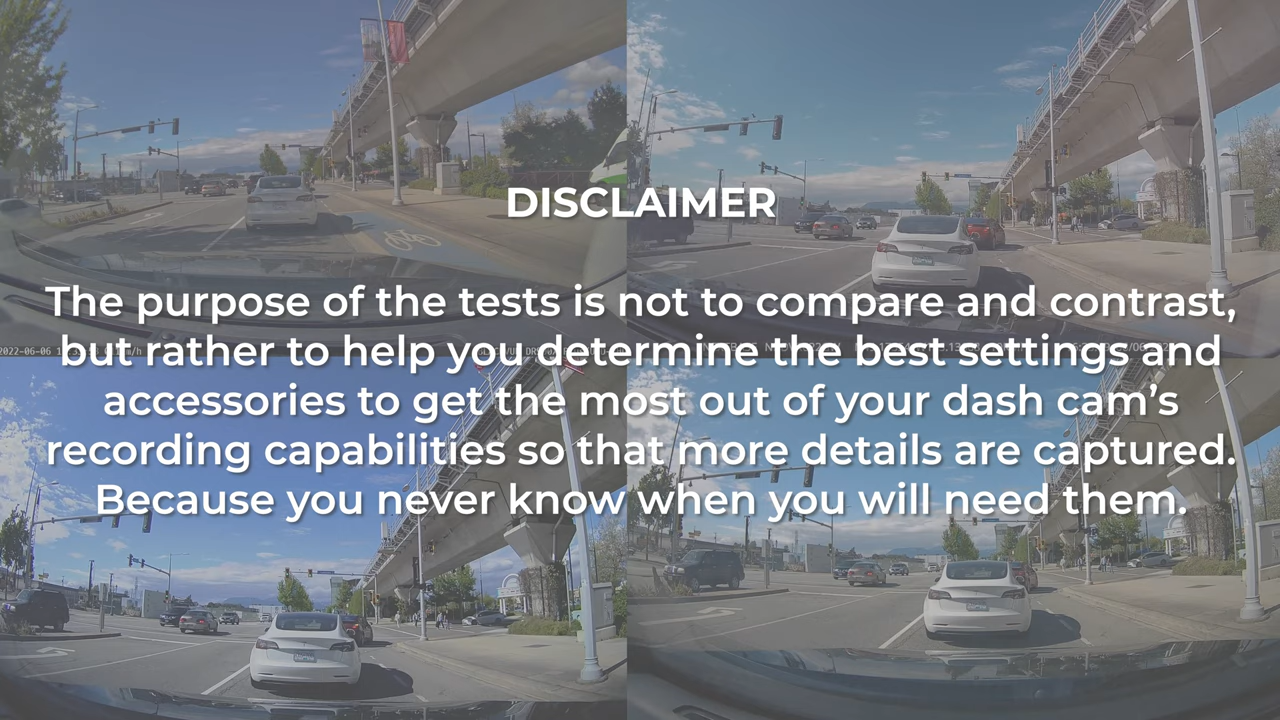 DISCLAIMER
The purpose of the tests is not to compare and contrast,
but rather to help you determine the best settings and
accessories to get the most out of your dash cam’s
recording capabilities so that more details are captured.
Because you never know when you will need them.